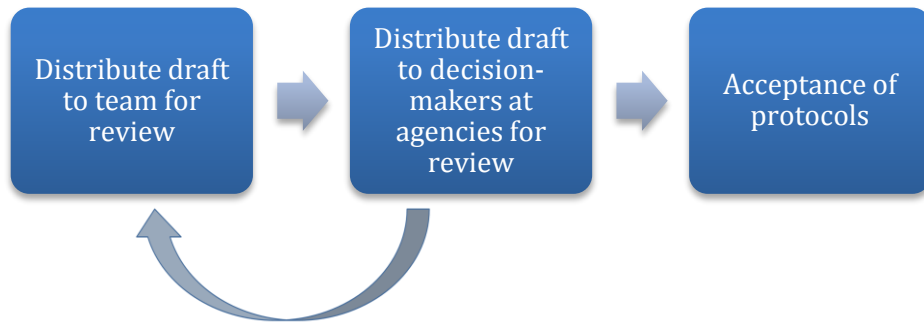 Distribute draft
to team for
review
Distribute draft
to decision-
makers at
agencies for
review
Acceptance of
protocols